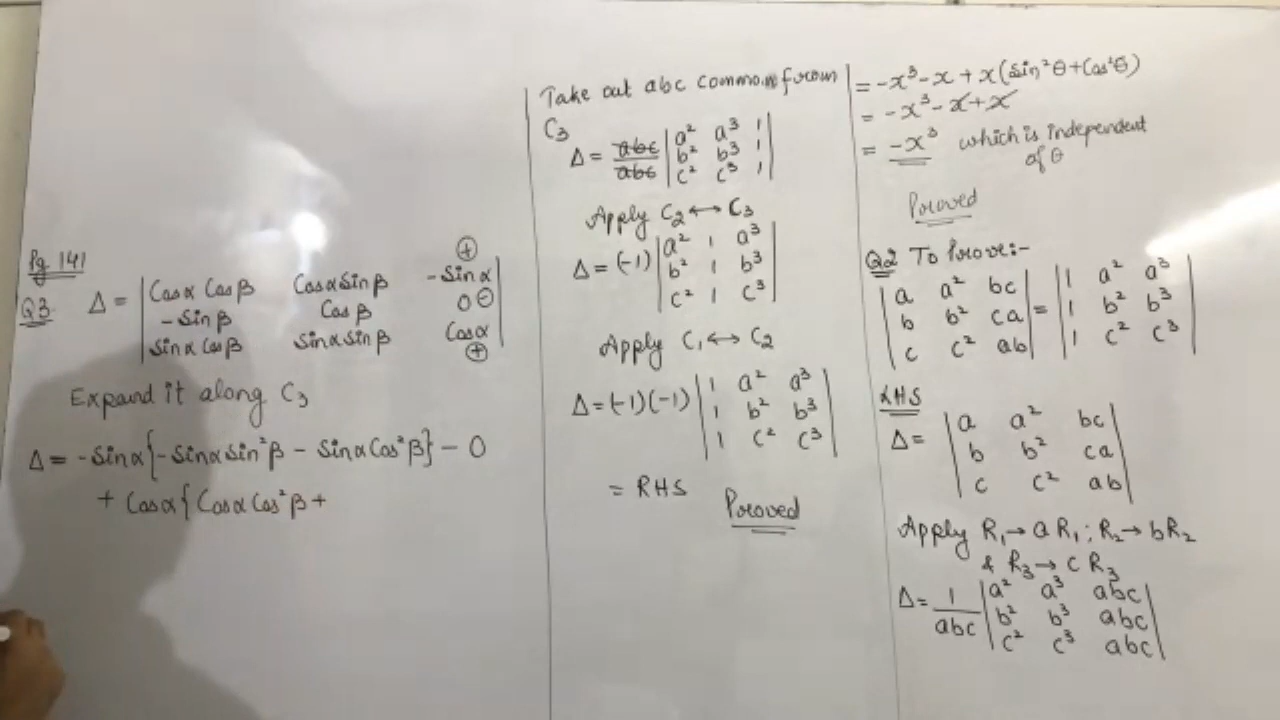 = -x³ - x + x(Sin²θ + Cos²θ)
= -x³ - x + x
= -x³ which is independent
of θ
Proved
Q2 To Prove:-
| a a² bc | = | 1 a² a³ |
| b b² ca | | 1 b² b³ |
| c c² ab | | 1 c² c³ |
LHS
Δ= | a a² bc |
| b b² ca |
| c c² ab |
Apply R₁→aR₁ ; R₂→bR₂
& R₃→cR₃
Δ= 1/abc | a² a³ abc |
| b² b³ abc |
| c² c³ abc |
Take out abc common from
C₃
Δ= abc/abc | a² a³ 1 |
| b² b³ 1 |
| c² c³ 1 |
Apply C₂↔C₃
Δ=(-1) | a² 1 a³ |
| b² 1 b³ |
| c² 1 c³ |
Apply C₁↔C₂
Δ=(-1)(-1) | 1 a² a³ |
| 1 b² b³ |
| 1 c² c³ |
= RHS
Proved
Pg 141
⊕
Q3. Δ = | Cosα Cosβ Cosα Sinβ -Sinα |
| -Sinβ Cosβ 0 ⊖ |
| Sinα Cosβ Sinα Sinβ Cosα |
⊕
Expand it along C₃
Δ= -Sinα{-Sinα Sin²β - Sinα Cos²β} - 0
+ Cosα{Cosα Cos²β +